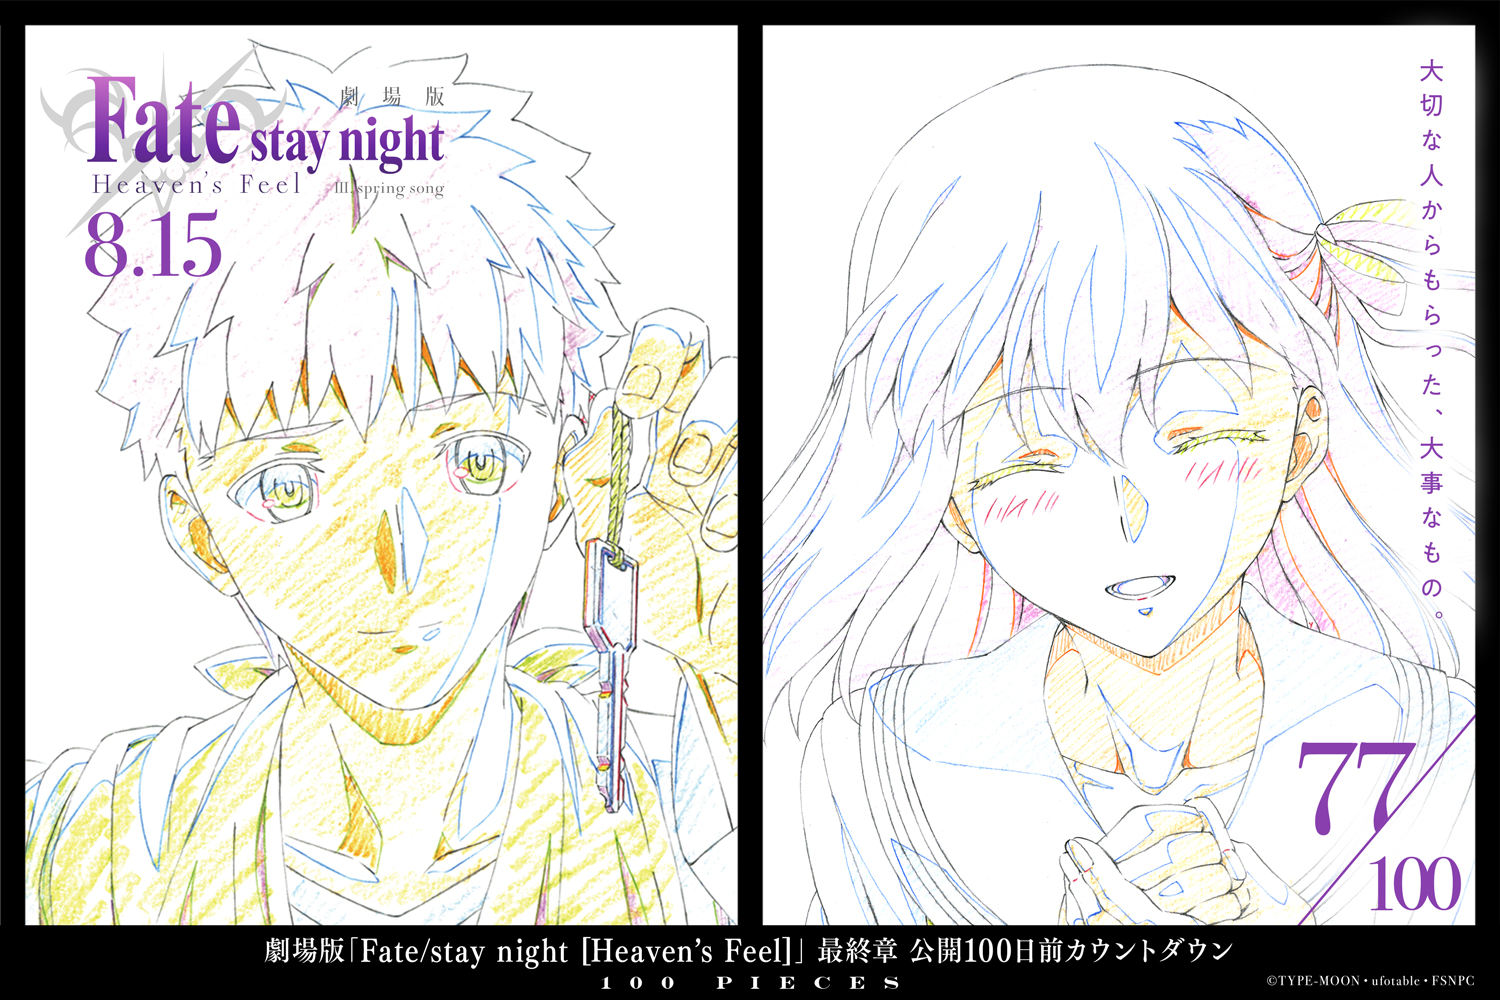 劇場版
Fate stay night
Heaven's Feel III.spring song
8.15
大切な人からもらった、大事なもの。
77/100
劇場版「Fate/stay night [Heaven's Feel]」最終章 公開100日前カウントダウン
100 PIECES
©TYPE-MOON・ufotable・FSNPC